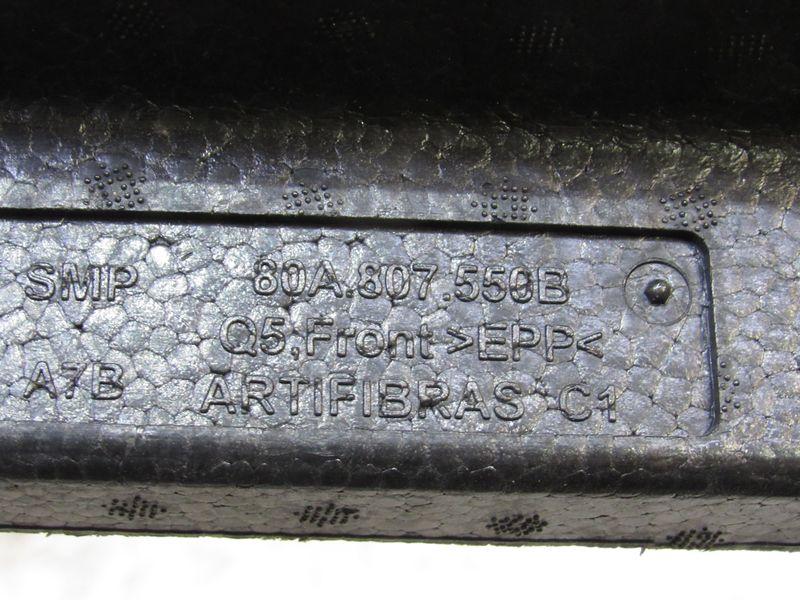 SMP 80A.807.550B
Q5,Front >EPP<
A7B ARTIFIBRAS C1